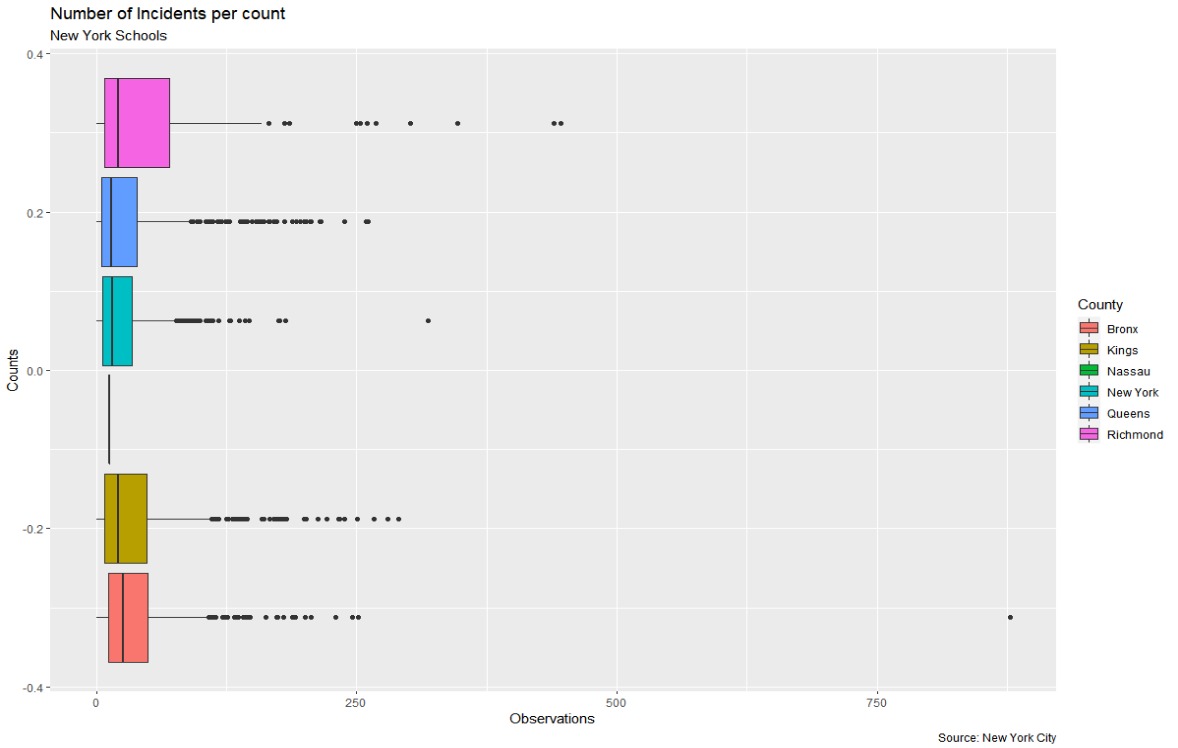 Number of Incidents per count
New York Schools
0.4
0.2
0.0
-0.2
-0.4
Counts
0
250
500
750
Observations
County
Bronx
Kings
Nassau
New York
Queens
Richmond
Source: New York City